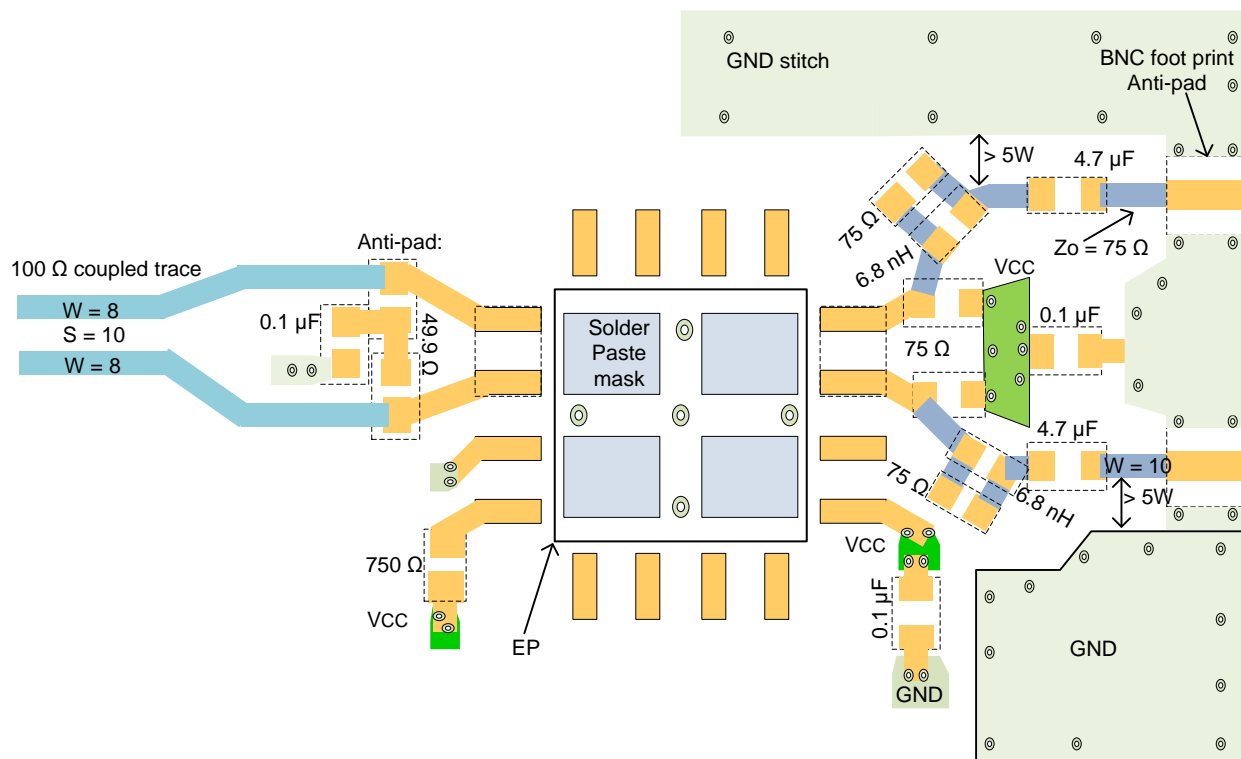 GND stitch
BNC foot print
Anti-pad
> 5W
4.7 µF
75 Ω
6.8 nH
Zo = 75 Ω
Anti-pad:
100 Ω coupled trace
W = 8
S = 10
W = 8
0.1 µF
49.9 Ω
Solder
Paste
mask
VCC
0.1 µF
75 Ω
4.7 µF
W = 10
75 Ω
6.8 nH
> 5W
750 Ω
VCC
EP
VCC
0.1 µF
GND
GND